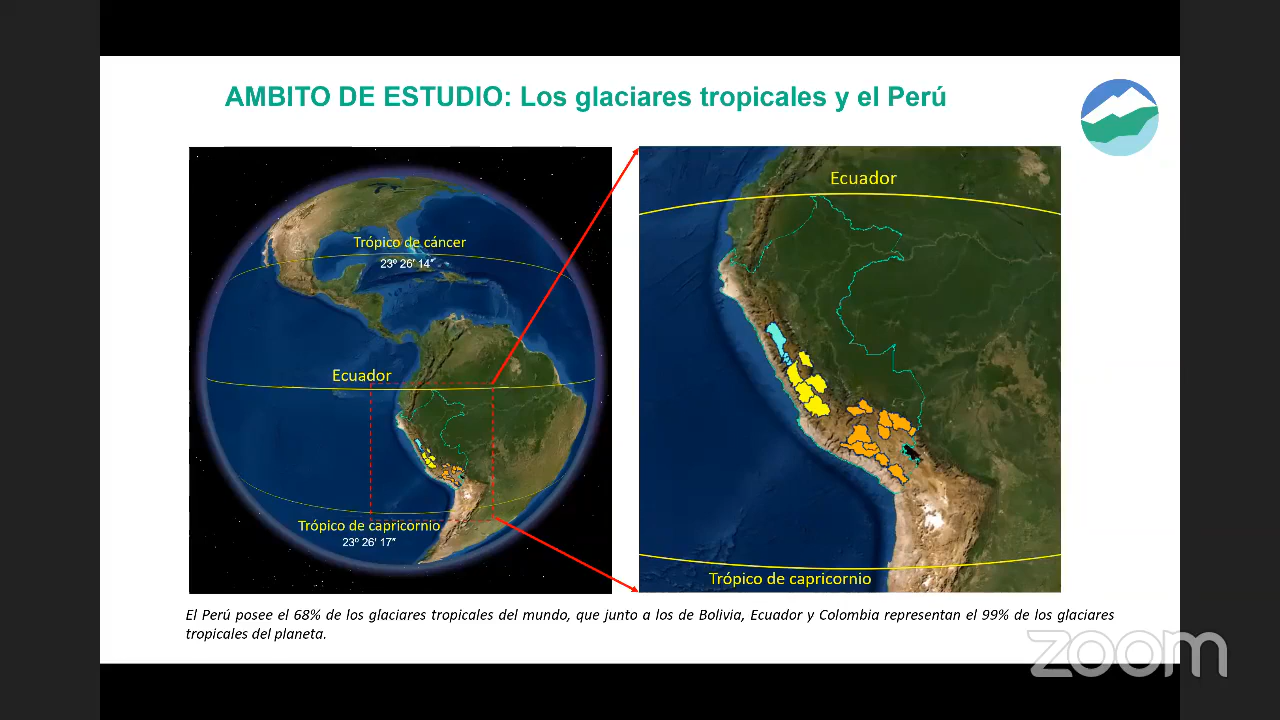 AMBITO DE ESTUDIO: Los glaciares tropicales y el Perú
Trópico de cáncer
23º 26' 14″
Ecuador
Trópico de capricornio
23º 26' 17″
Ecuador
Trópico de capricornio
El Perú posee el 68% de los glaciares tropicales del mundo, que junto a los de Bolivia, Ecuador y Colombia representan el 99% de los glaciares
tropicales del planeta.
zoom